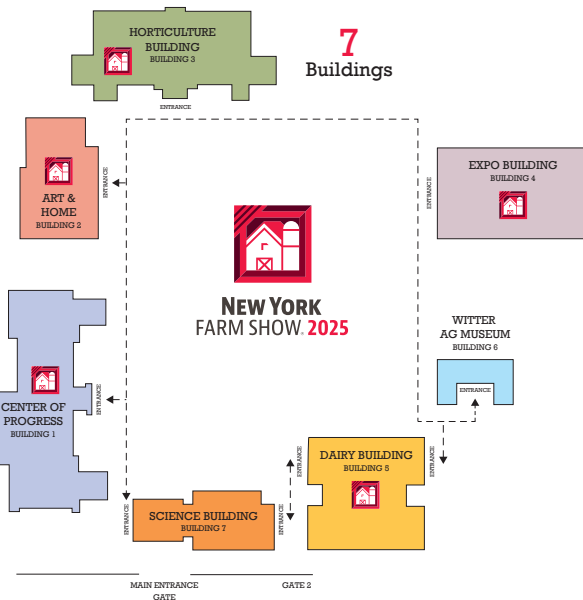 HORTICULTURE
BUILDING
BUILDING 3
ENTRANCE
7
Buildings
ART &
HOME
BUILDING 2
ENTRANCE
EXPO BUILDING
BUILDING 4
ENTRANCE
NEW YORK
FARM SHOW. 2025
WITTER
AG MUSEUM
BUILDING 6
ENTRANCE
CENTER OF
PROGRESS
BUILDING 1
ENTRANCE
DAIRY BUILDING
BUILDING 5
ENTRANCE
ENTRANCE
SCIENCE BUILDING
BUILDING 7
ENTRANCE
ENTRANCE
MAIN ENTRANCE
GATE
GATE 2